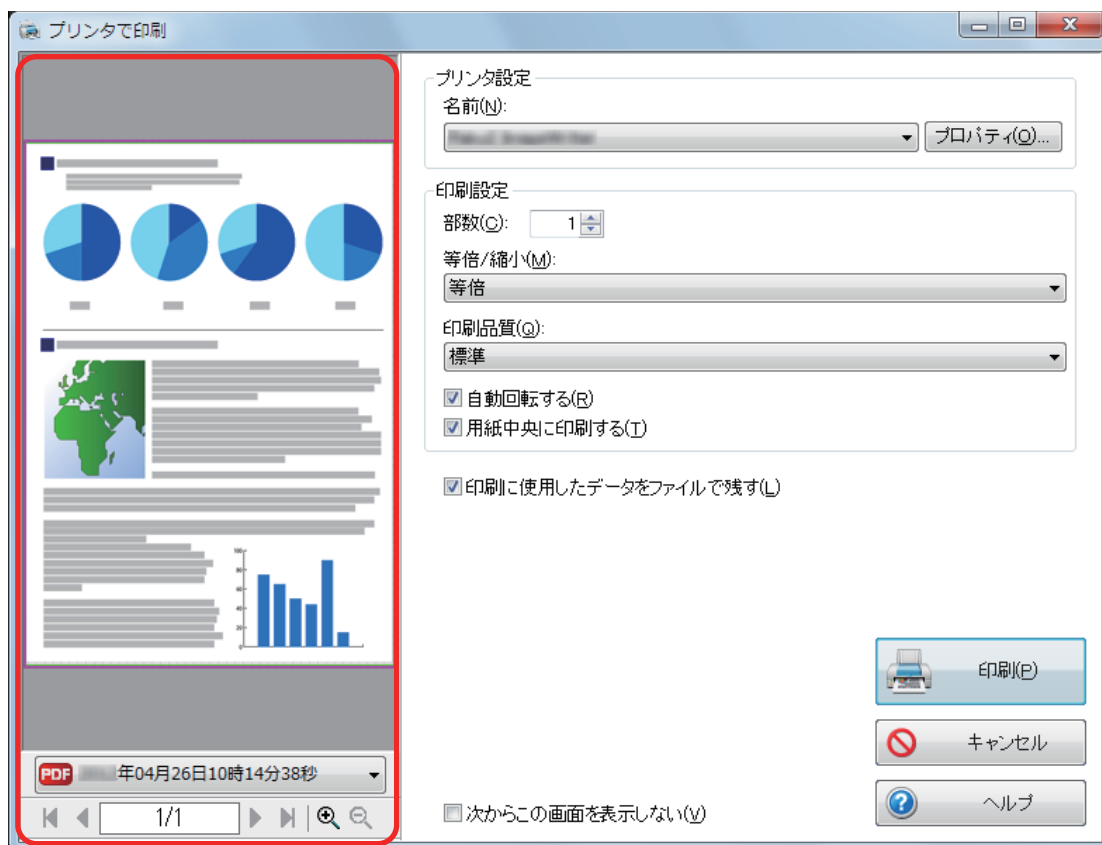 プリンタで印刷
プリンタ設定
名前(N):
プロパティ(O)...
印刷設定
部数(C):
1
等倍/縮小(M):
等倍
印刷品質(Q):
標準
自動回転する(R)
用紙中央に印刷する(T)
印刷に使用したデータをファイルで残す(L)
100
80
60
40
20
0
PDF
年04月26日10時14分38秒
1/1
印刷(P)
キャンセル
ヘルプ
次からこの画面を表示しない(V)